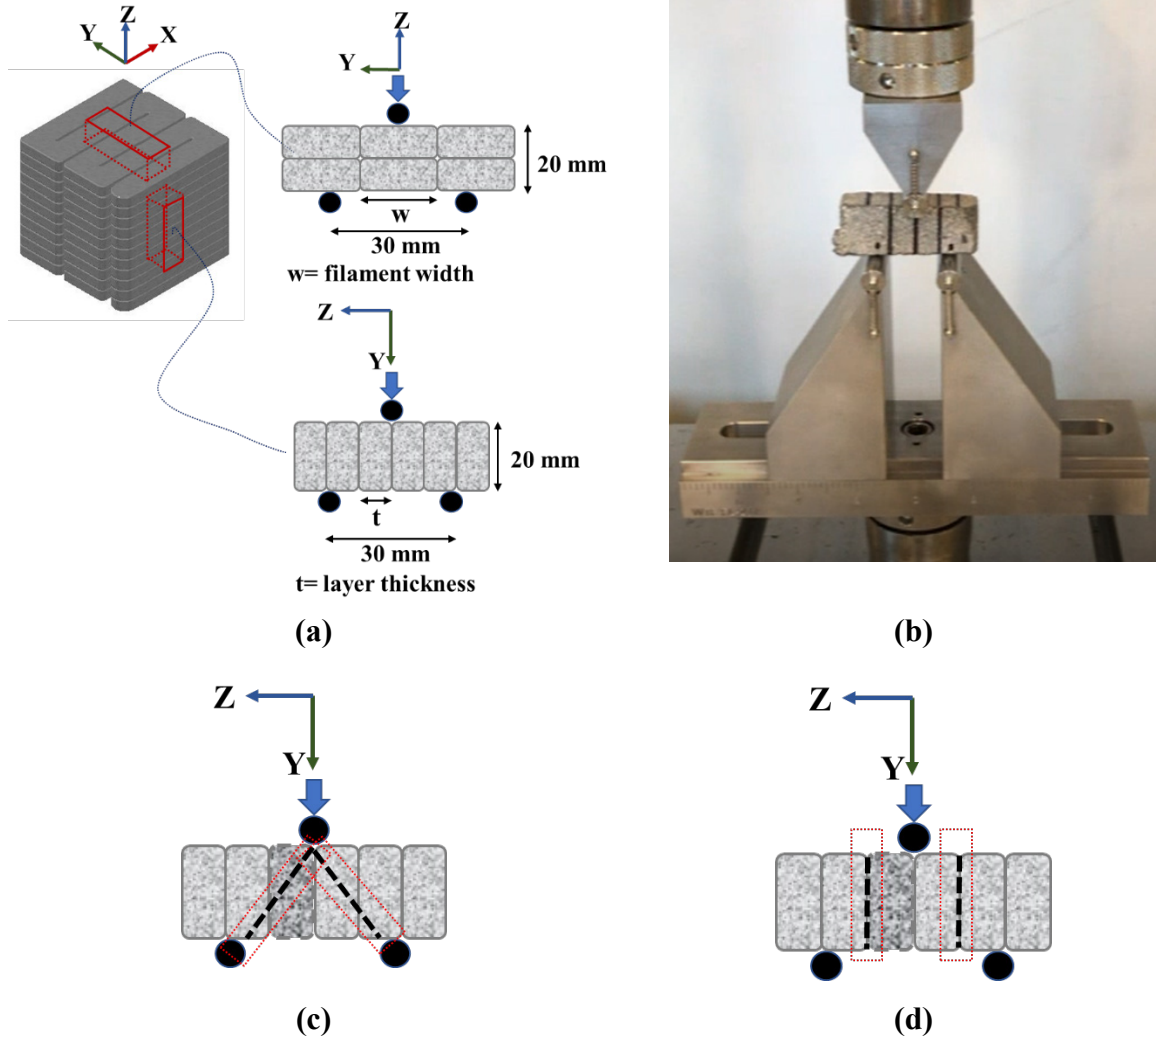 Z
Y
X
Z
Y
20 mm
w
30 mm
w= filament width
Z
Y
20 mm
t
30 mm
t= layer thickness
(a)
(b)
Z
Y
(c)
Z
Y
(d)